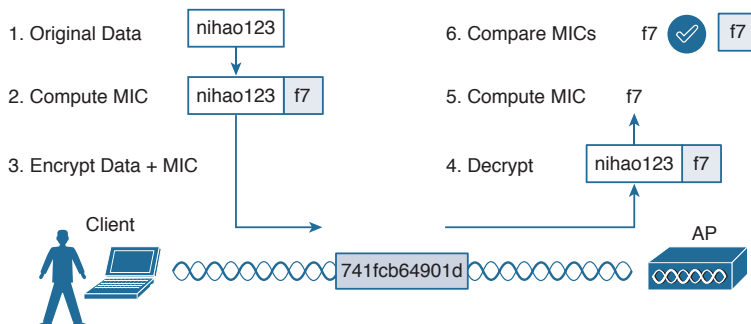 1. Original Data
nihao123
2. Compute MIC
nihao123 f7
3. Encrypt Data + MIC
6. Compare MICs
f7 f7
5. Compute MIC
f7
4. Decrypt
nihao123 f7
Client
741fcb64901d
AP